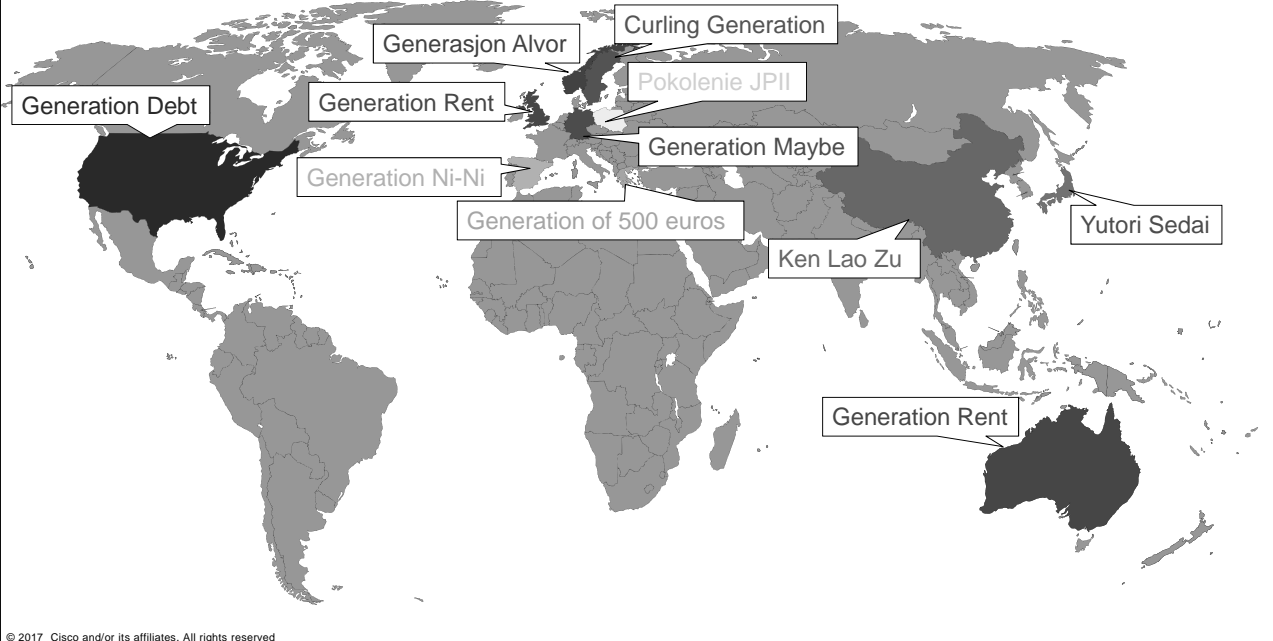 Curling Generation
Generasjon Alvor
Pokolenie JPII
Generation Debt
Generation Rent
Generation Maybe
Generation Ni-Ni
Generation of 500 euros
Yutori Sedai
Ken Lao Zu
Generation Rent
© 2017 Cisco and/or its affiliates. All rights reserved